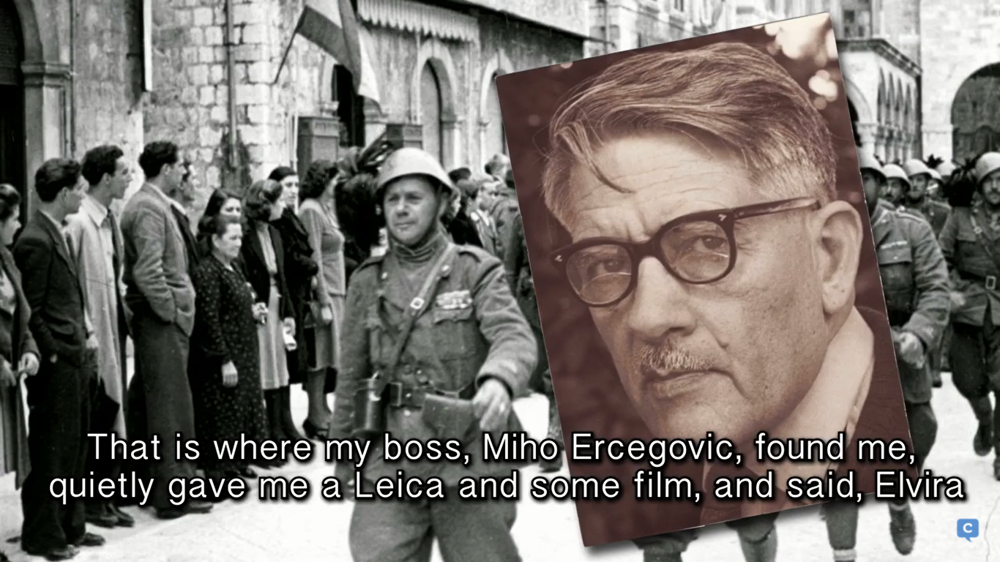 That is where my boss, Miho Ercegovic, found me,
quietly gave me a Leica and some film, and said, Elvira
C